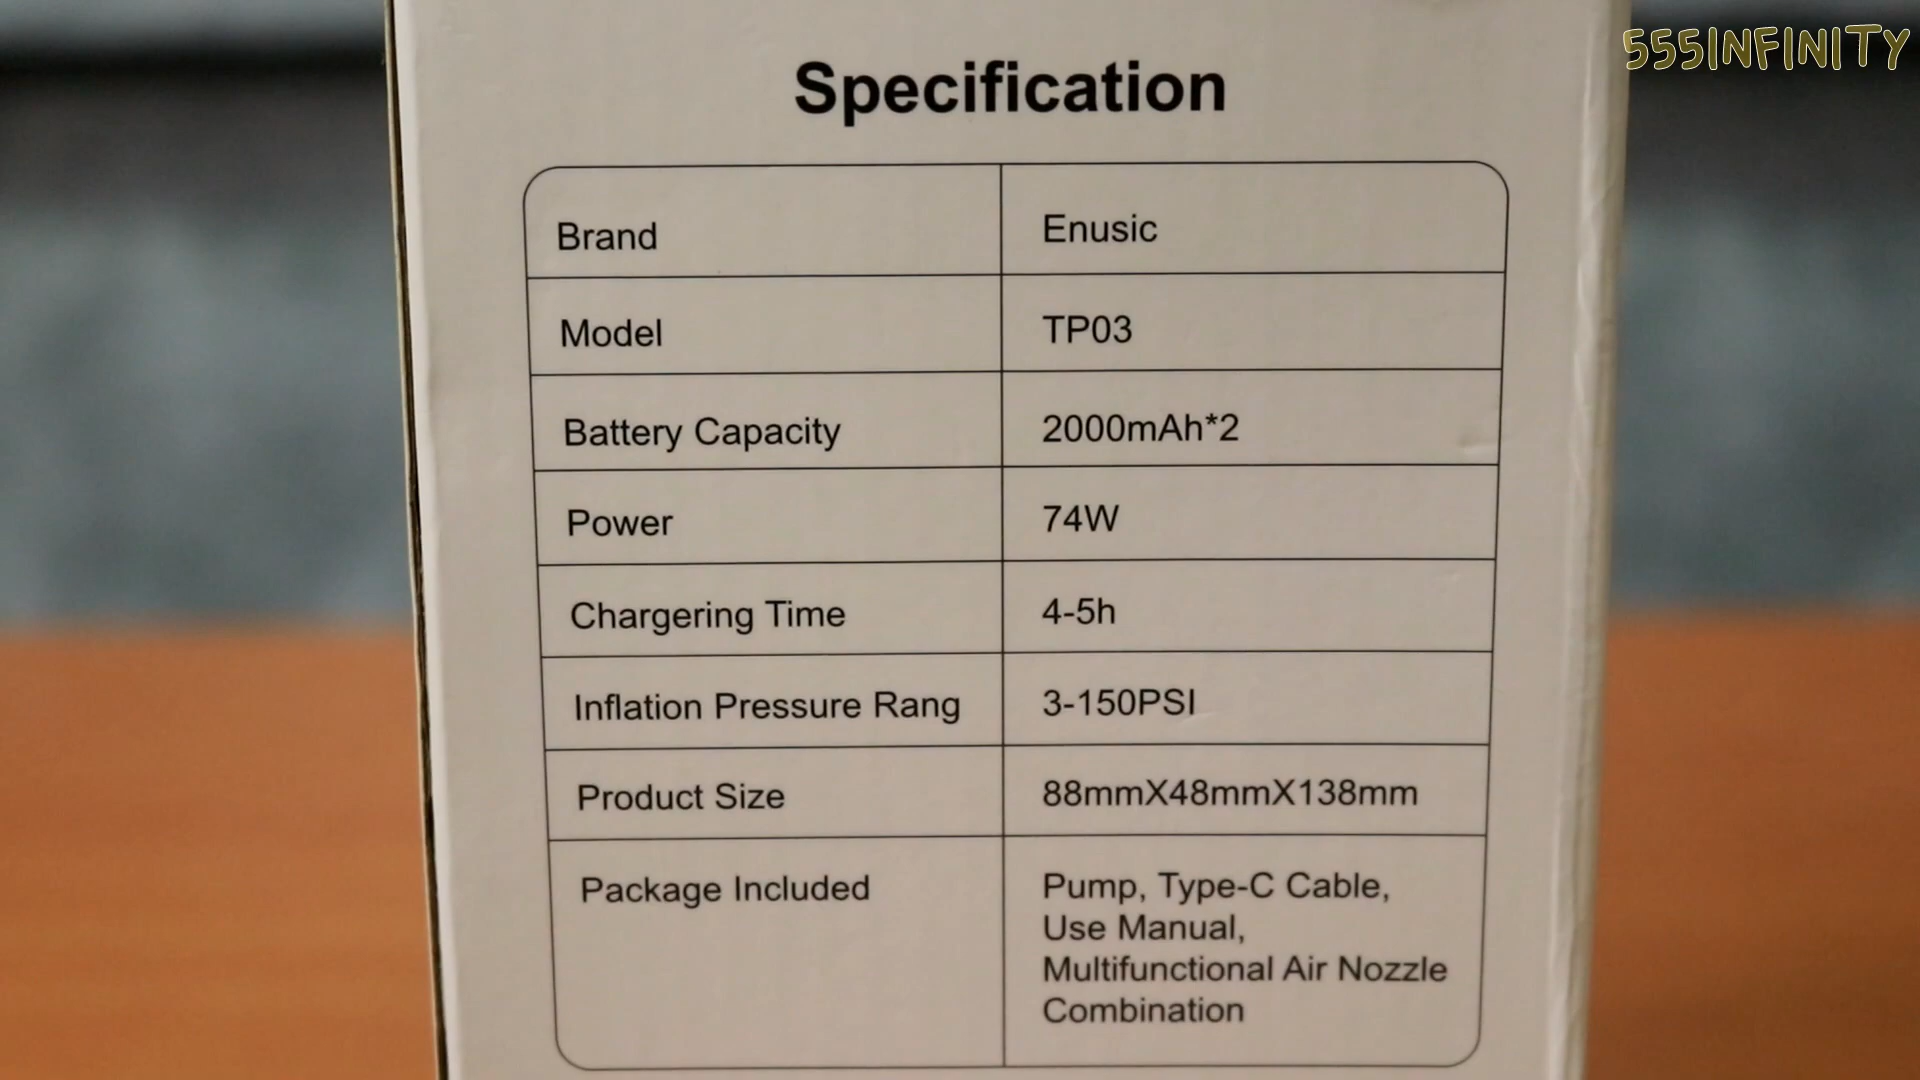 555INFINITY
Specification
Brand
Enusic
Model
TP03
Battery Capacity
2000mAh*2
Power
74W
Chargering Time
4-5h
Inflation Pressure Rang
3-150PSI
Product Size
88mmX48mmX138mm
Package Included
Pump, Type-C Cable,
Use Manual,
Multifunctional Air Nozzle
Combination